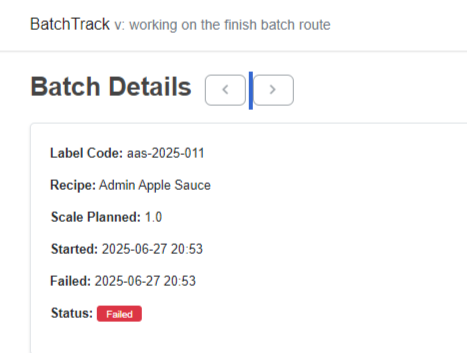 BatchTrack v: working on the finish batch route
Batch Details
Label Code: aas-2025-011
Recipe: Admin Apple Sauce
Scale Planned: 1.0
Started: 2025-06-27 20:53
Failed: 2025-06-27 20:53
Status: Failed